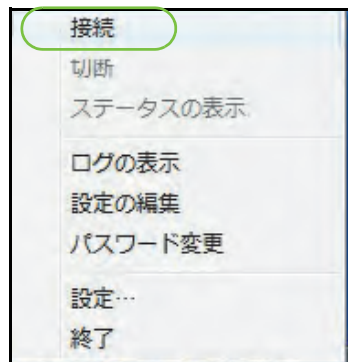 接続
切断
ステータスの表示
ログの表示
設定の編集
パスワード変更
設定…
終了